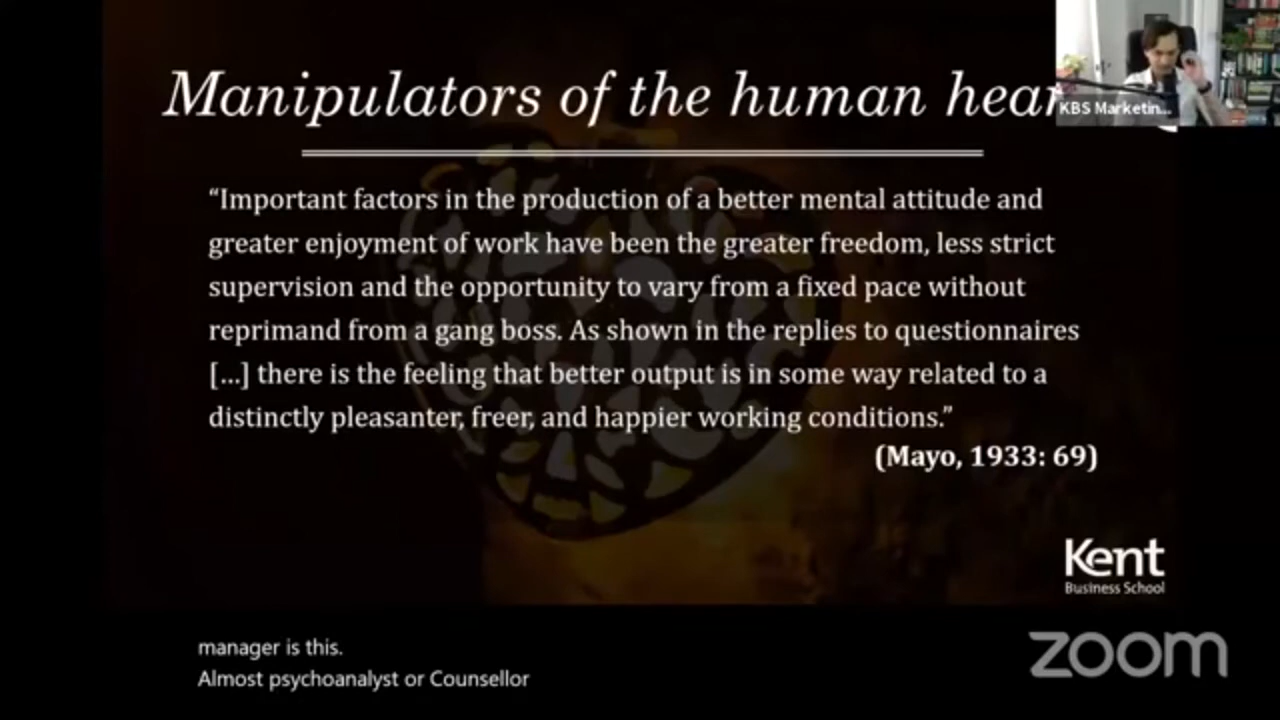 Manipulators of the human hear
KBS Marketin...
“Important factors in the production of a better mental attitude and
greater enjoyment of work have been the greater freedom, less strict
supervision and the opportunity to vary from a fixed pace without
reprimand from a gang boss. As shown in the replies to questionnaires
[…] there is the feeling that better output is in some way related to a
distinctly pleasanter, freer, and happier working conditions.”
(Mayo, 1933: 69)
Kent
Business School
manager is this.
Almost psychoanalyst or Counsellor
zoom